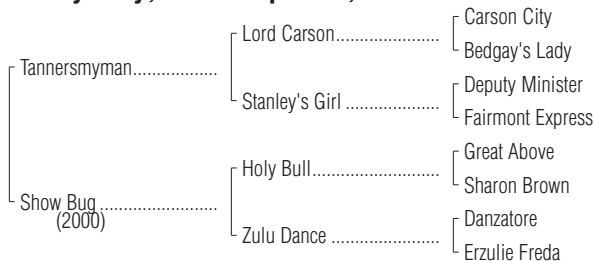 Carson City
Lord Carson....................
Bedgay's Lady
Tannersmyman................
Deputy Minister
Stanley's Girl ..................
Fairmont Express
Great Above
Holy Bull........................
Sharon Brown
Show Bug ......................
(2000)
Danzatore
Zulu Dance ....................
Erzulie Freda